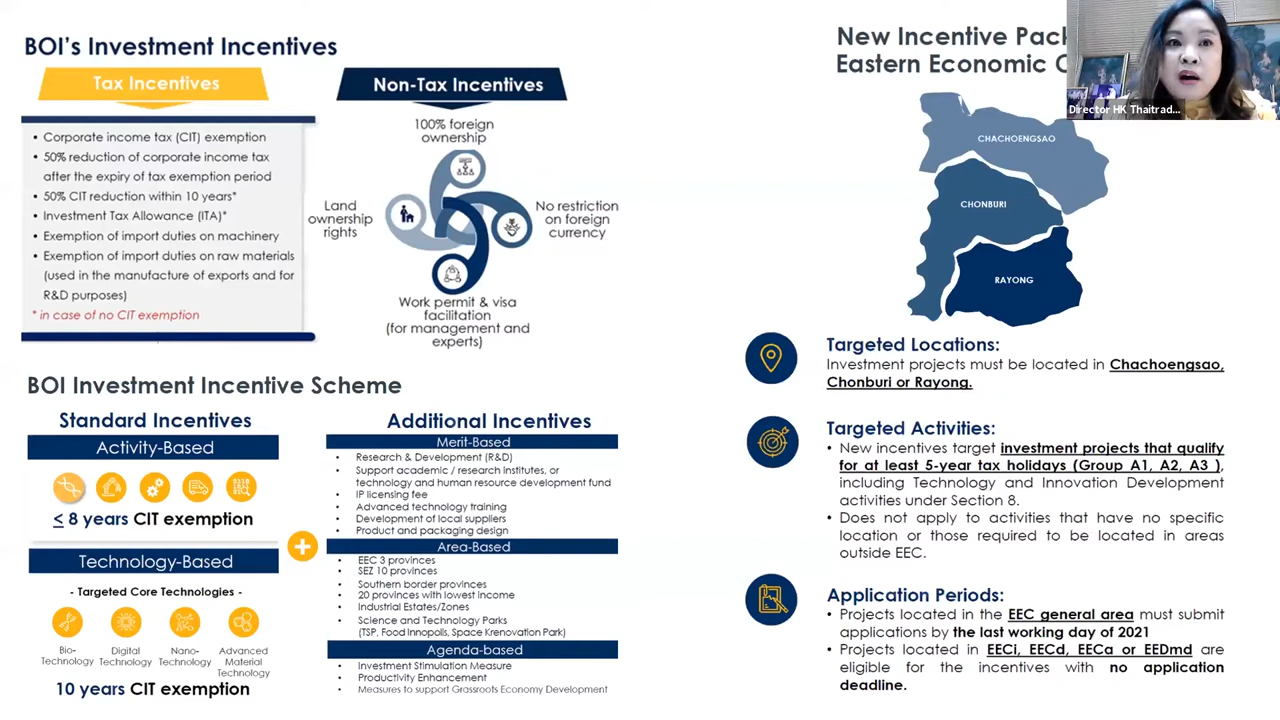 BOI's Investment Incentives
Tax Incentives
• Corporate income tax (CIT) exemption
• 50% reduction of corporate income tax
after the expiry of tax exemption period
• 50% CIT reduction within 10 years*
• Investment Tax Allowance (ITA)*
• Exemption of import duties on machinery
• Exemption of import duties on raw materials
(used in the manufacture of exports and for
R&D purposes)
* in case of no CIT exemption
Non-Tax Incentives
100% foreign
ownership
Land
ownership
rights
No restriction
on foreign
currency
Work permit & visa
facilitation
(for management and
experts)
BOI Investment Incentive Scheme
Standard Incentives
Activity-Based
< 8 years CIT exemption
Technology-Based
- Targeted Core Technologies -
Bio-
Technology
Digital
Technology
Nano-
Technology
Advanced
Material
Technology
10 years CIT exemption
Additional Incentives
Merit-Based
• Research & Development (R&D)
• Support academic / research institutes, or
technology and human resource development fund
• IP licensing fee
• Advanced technology training
• Development of local suppliers
• Product and packaging design
Area-Based
• EEC 3 provinces
• SEZ 10 provinces
• Southern border provinces
• 20 provinces with lowest income
• Industrial Estates/Zones
• Science and Technology Parks
(TSP, Food Innopolis, Space Krenovation Park)
Agenda-based
• Investment Stimulation Measure
• Productivity Enhancement
• Measures to support Grassroots Economy Development
New Incentive
Eastern Economic
Director HK Thaitrad...
CHACHOENGSAO
CHONBURI
RAYONG
Targeted Locations:
Investment projects must be located in Chachoengsao,
Chonburi or Rayong.
Targeted Activities:
• New incentives target investment projects that qualify
for at least 5-year tax holidays (Group A1, A2, A3 ),
including Technology and Innovation Development
activities under Section 8.
• Does not apply to activities that have no specific
location or those required to be located in areas
outside EEC.
Application Periods:
• Projects located in the EEC general area must submit
applications by the last working day of 2021
• Projects located in EECi, EECd, EECa or EEDmd are
eligible for the incentives with no application
deadline.